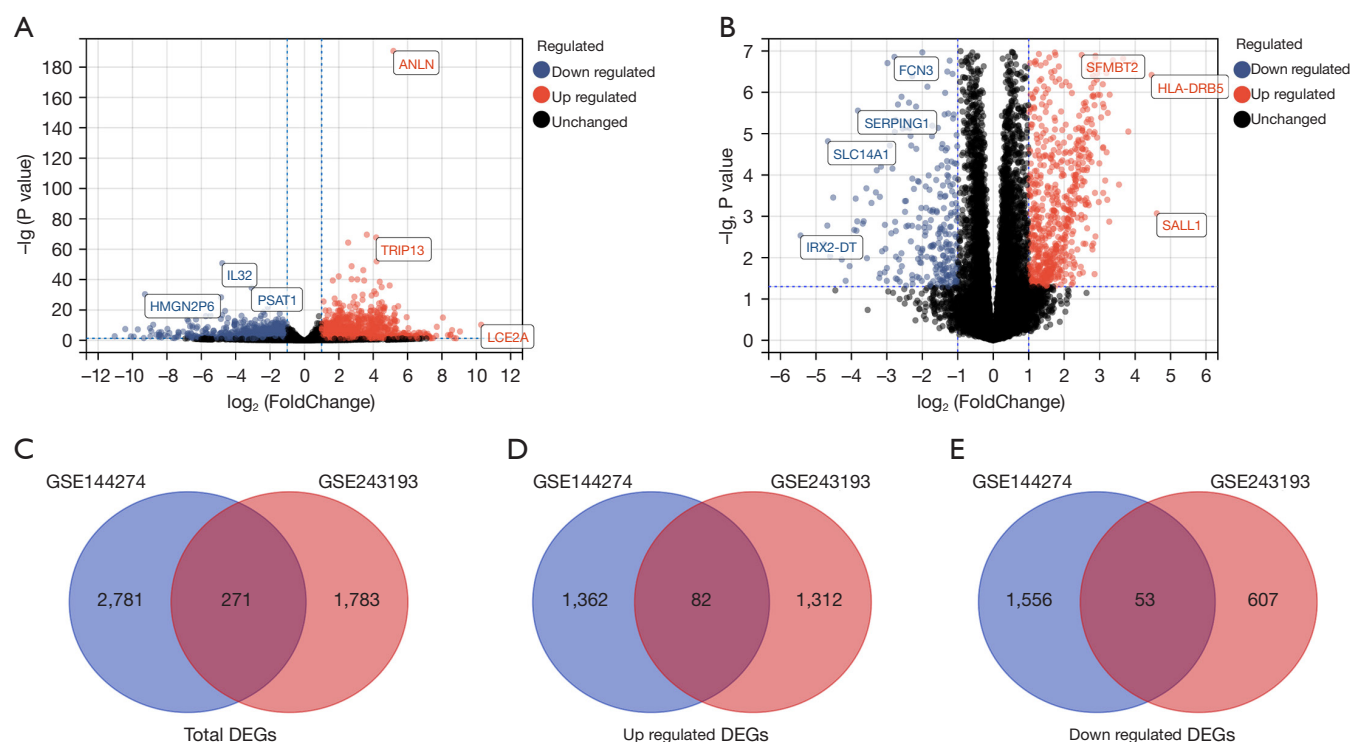 A
–lg (P value)
180
160
140
120
100
80
60
40
20
0
ANLN
TRIP13
IL32
PSAT1
HMGN2P6
LCE2A
–12 –10 –8 –6 –4 –2 0 2 4 6 8 10 12
log₂ (FoldChange)
Regulated
Down regulated
Up regulated
Unchanged
B
–lg, P value
7
6
5
4
3
2
1
0
FCN3
SFMBT2
HLA-DRB5
SERPING1
SLC14A1
SALL1
IRX2-DT
–6 –5 –4 –3 –2 –1 0 1 2 3 4 5 6
log₂ (FoldChange)
Regulated
Down regulated
Up regulated
Unchanged
C
GSE144274 GSE243193
2,781 271 1,783
Total DEGs
D
GSE144274 GSE243193
1,362 82 1,312
Up regulated DEGs
E
GSE144274 GSE243193
1,556 53 607
Down regulated DEGs